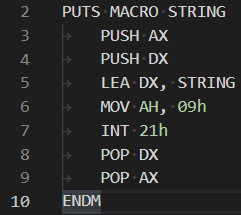 2 PUTS MACRO STRING
3 PUSH AX
4 PUSH DX
5 LEA DX, STRING
6 MOV AH, 09h
7 INT 21h
8 POP DX
9 POP AX
10 ENDM